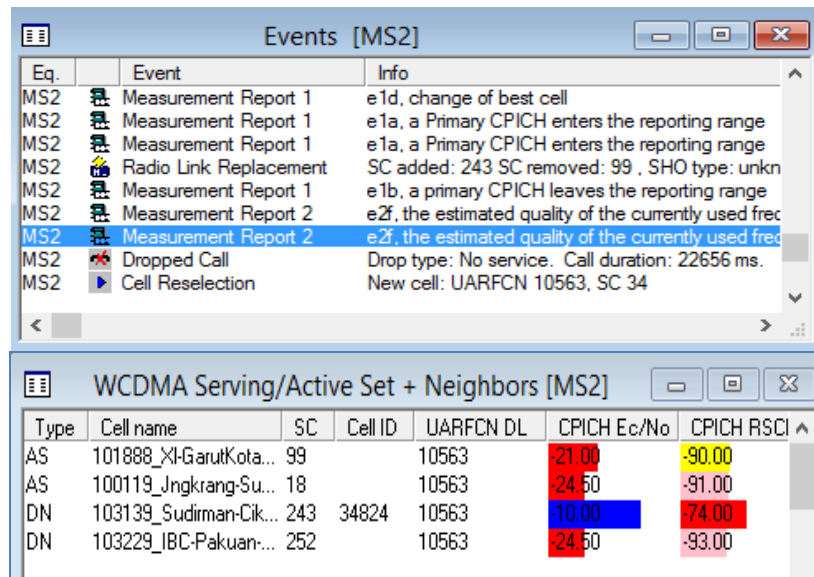 Events [MS2]
Eq. Event Info
MS2 Measurement Report 1 e1d, change of best cell
MS2 Measurement Report 1 e1a, a Primary CPICH enters the reporting range
MS2 Measurement Report 1 e1a, a Primary CPICH enters the reporting range
MS2 Radio Link Replacement SC added: 243 SC removed: 99 , SHO type: unkn
MS2 Measurement Report 1 e1b, a primary CPICH leaves the reporting range
MS2 Measurement Report 2 e2f, the estimated quality of the currently used frec
MS2 Measurement Report 2 e2f, the estimated quality of the currently used frec
MS2 Dropped Call Drop type: No service. Call duration: 22656 ms.
MS2 Cell Reselection New cell: UARFCN 10563, SC 34
WCDMA Serving/Active Set + Neighbors [MS2]
Type Cell name SC Cell ID UARFCN DL CPICH Ec/No CPICH RSCI
AS 101888_XI-GarutKota... 99 10563 -21.00 -90.00
AS 100119_Jngkrang-Su... 18 10563 -24.50 -91.00
DN 103139_Sudirman-Cik... 243 34824 10563 -10.00 -74.00
DN 103229_IBC-Pakuan-... 252 10563 -24.50 -93.00